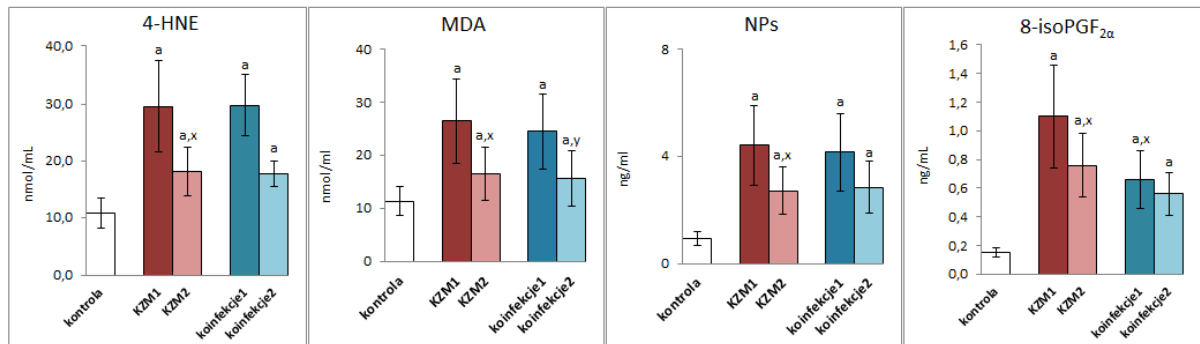 4-HNE
40,0
30,0
20,0
10,0
0,0
nmol/mL
a
a,x
a
a
kontrola
KZM1
KZM2
koinfekcje1
koinfekcje2
MDA
40
30
20
10
0
nmol/ml
a
a,x
a
a,y
kontrola
KZM1
KZM2
koinfekcje1
koinfekcje2
NPs
8
4
0
ng/ml
a
a,x
a
a
kontrola
KZM1
KZM2
koinfekcje1
koinfekcje2
8-isoPGF2α
1,6
1,4
1,2
1,0
0,8
0,6
0,4
0,2
0,0
ng/mL
a
a,x
a,x
a
kontrola
KZM1
KZM2
koinfekcje1
koinfekcje2